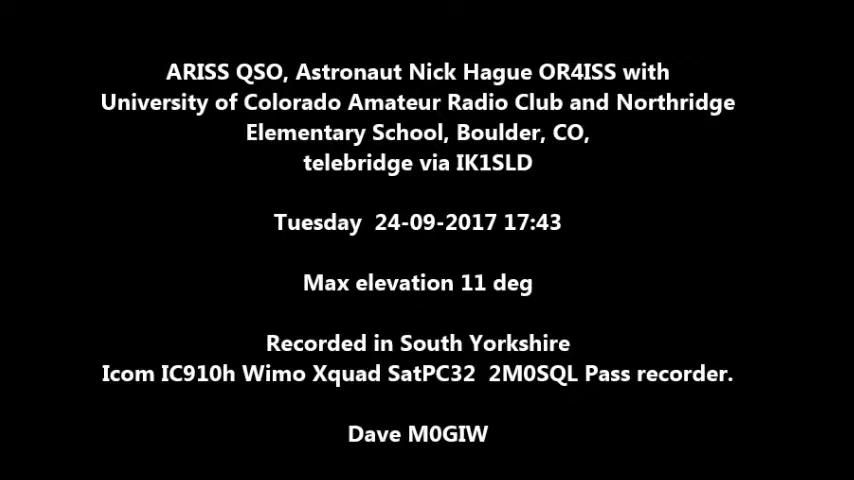 ARISS QSO, Astronaut Nick Hague OR4ISS with
University of Colorado Amateur Radio Club and Northridge
Elementary School, Boulder, CO,
telebridge via IK1SLD
Tuesday  24-09-2017 17:43
Max elevation 11 deg
Recorded in South Yorkshire
Icom IC910h Wimo Xquad SatPC32  2M0SQL Pass recorder.
Dave M0GIW